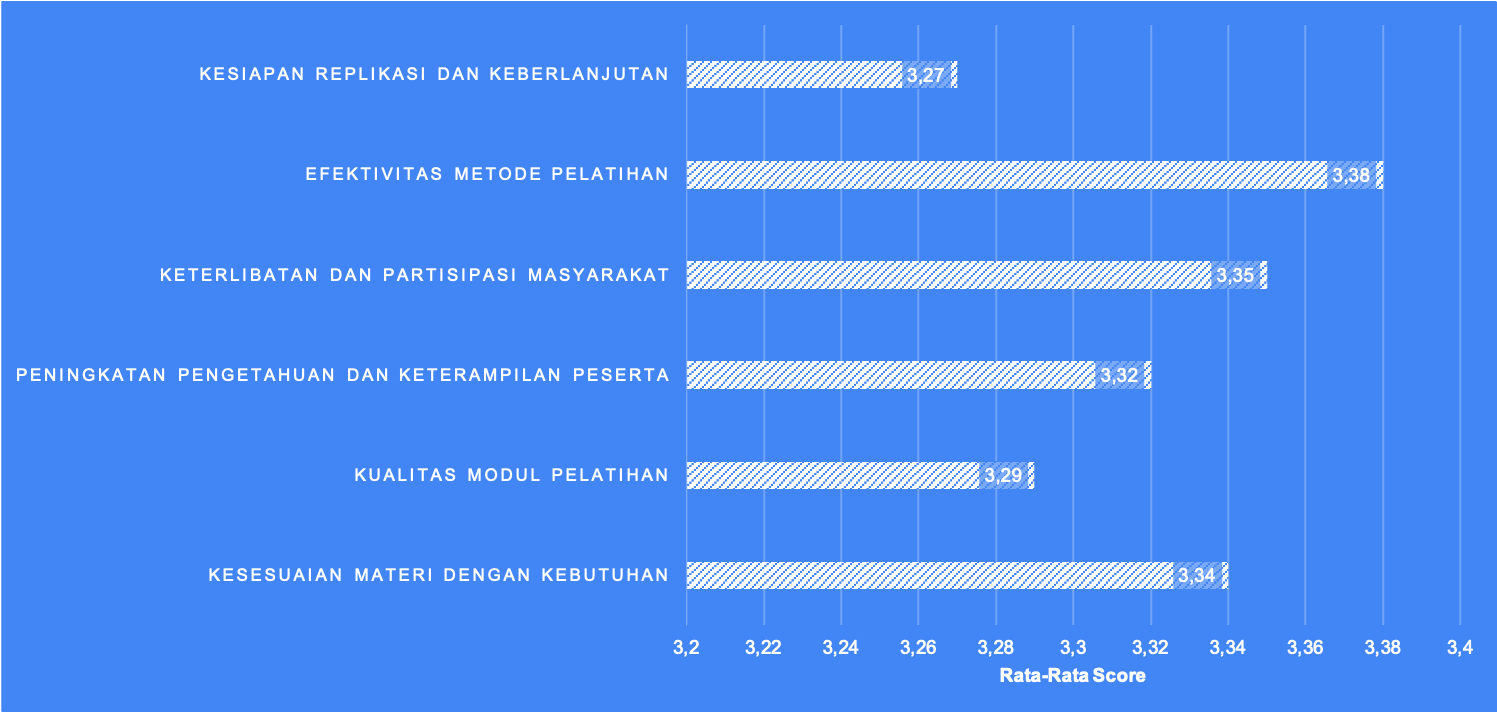 KESIAPAN REPLIKASI DAN KEBERLANJUTAN 3,27
EFEKTIVITAS METODE PELATIHAN 3,38
KETERLIBATAN DAN PARTISIPASI MASYARAKAT 3,35
PENINGKATAN PENGETAHUAN DAN KETERAMPILAN PESERTA 3,32
KUALITAS MODUL PELATIHAN 3,29
KESESUAIAN MATERI DENGAN KEBUTUHAN 3,34
3,2 3,22 3,24 3,26 3,28 3,3 3,32 3,34 3,36 3,38 3,4
Rata-Rata Score